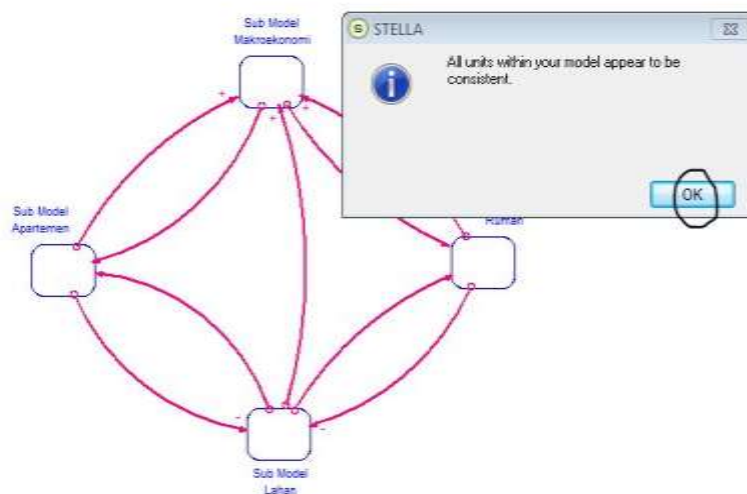 Sub Model
Makroekonomi
STELLA
All units within your model appear to be
consistent.
OK
Sub Model
Apartemen
Rumah
Sub Model
Lahan